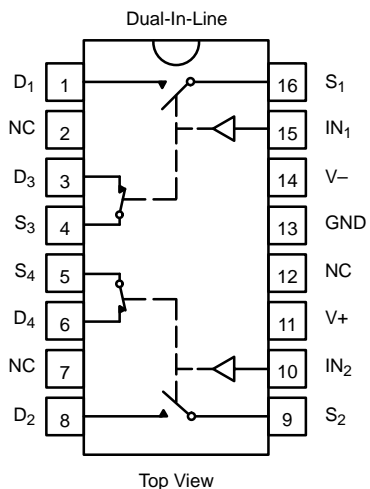 Dual-In-Line
D1 1 16 S1
NC 2 15 IN1
D3 3 14 V–
S3 4 13 GND
S4 5 12 NC
D4 6 11 V+
NC 7 10 IN2
D2 8 9 S2
Top View